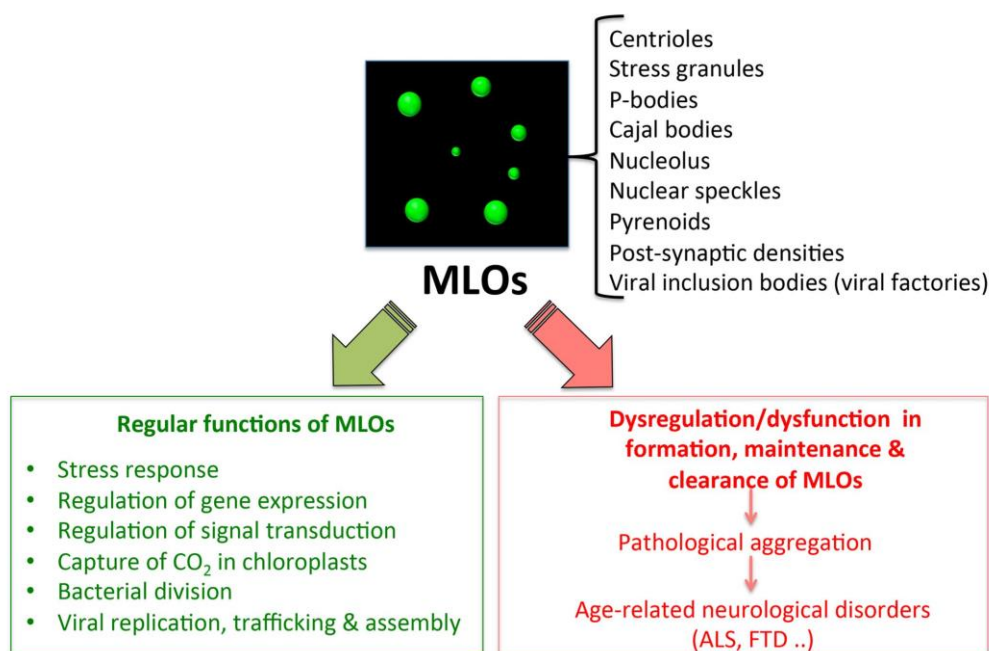 Centrioles
Stress granules
P-bodies
Cajal bodies
Nucleolus
Nuclear speckles
Pyrenoids
Post-synaptic densities
Viral inclusion bodies (viral factories)
MLOs
Regular functions of MLOs
• Stress response
• Regulation of gene expression
• Regulation of signal transduction
• Capture of CO₂ in chloroplasts
• Bacterial division
• Viral replication, trafficking & assembly
Dysregulation/dysfunction in
formation, maintenance &
clearance of MLOs
Pathological aggregation
Age-related neurological disorders
(ALS, FTD ..)